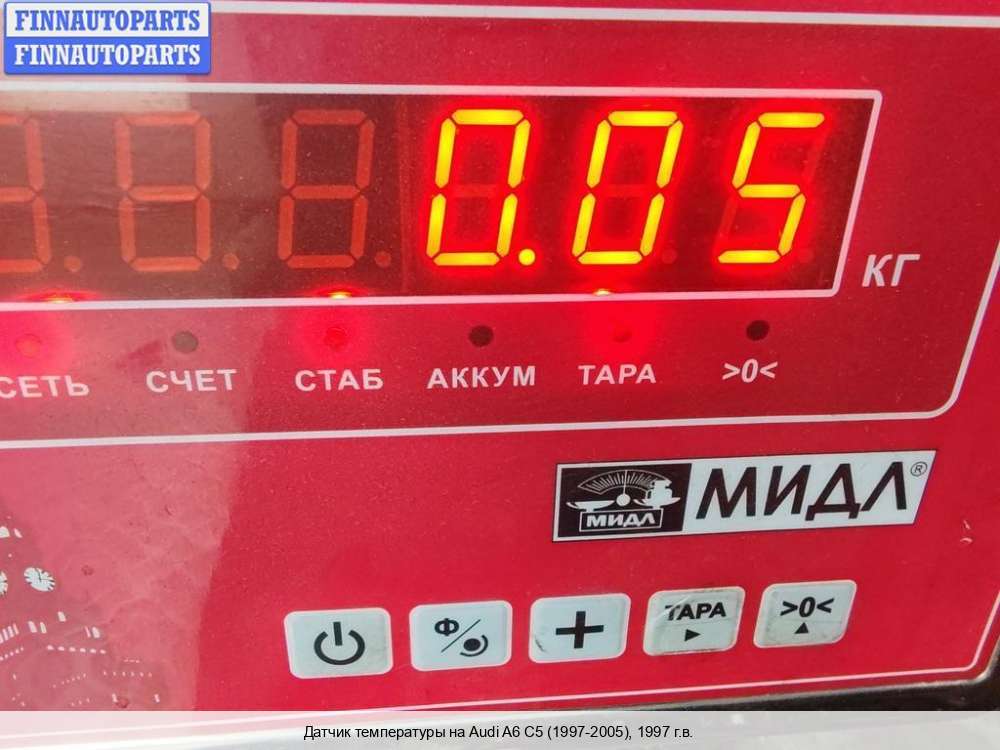 FINNAUTOPARTS
FINNAUTOPARTS
0.05
КГ
СЕТЬ СЧЕТ СТАБ АККУМ ТАРА >0<
МИДЛ МИДЛ®
Ф ТАРА >0<
Датчик температуры на Audi A6 C5 (1997-2005), 1997 г.в.